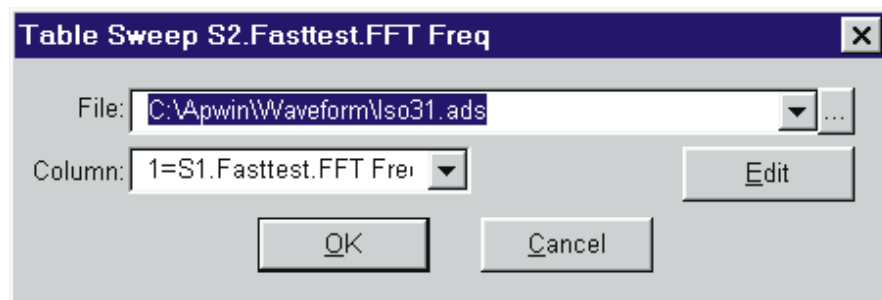 Table Sweep S2.Fasttest.FFT Freq
File: C:\Apwin\Waveform\Iso31.ads ...
Column: 1=S1.Fasttest.FFT Fre Edit
OK Cancel